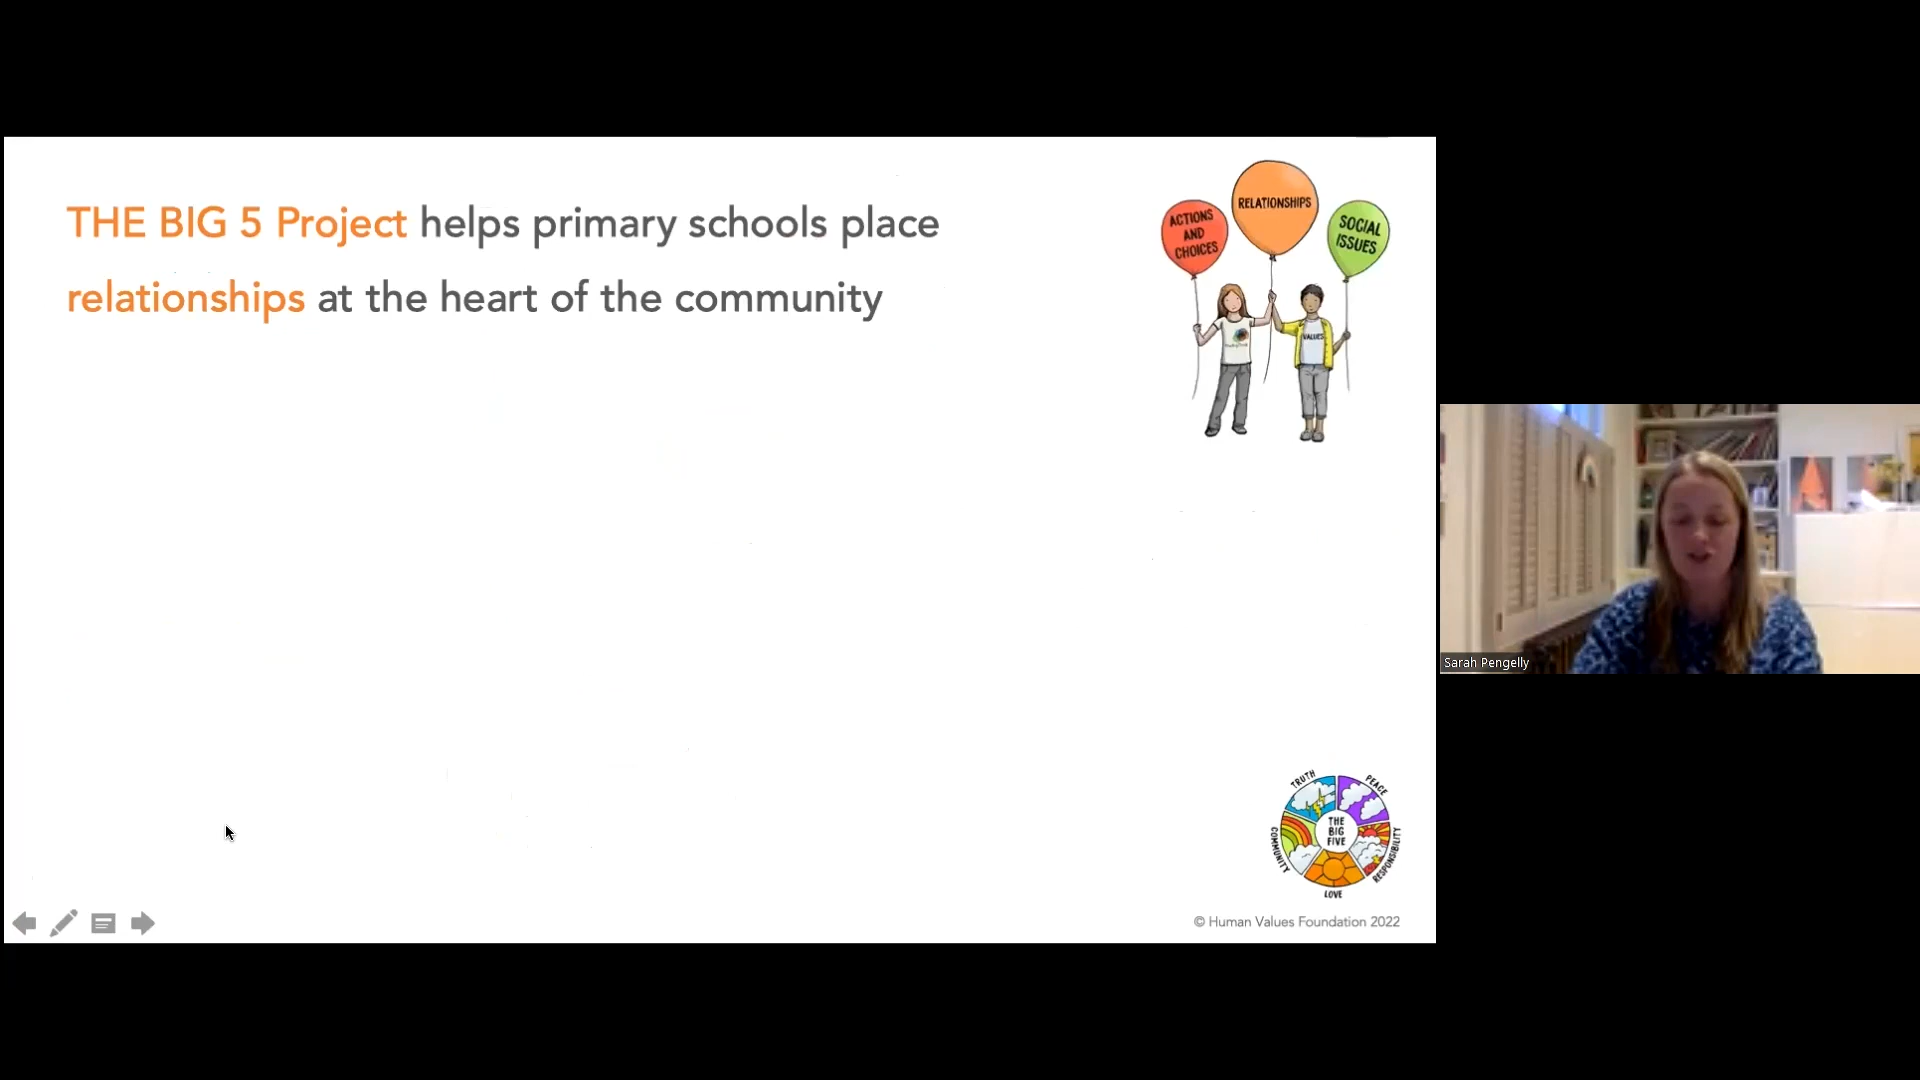 THE BIG 5 Project helps primary schools place
relationships at the heart of the community
ACTIONS
AND
CHOICES
RELATIONSHIPS
SOCIAL
ISSUES
VALUES
Sarah Pengelly
TRUTH
PEACE
COMMUNITY
THE
BIG
FIVE
RESPONSIBILITY
LOVE
© Human Values Foundation 2022